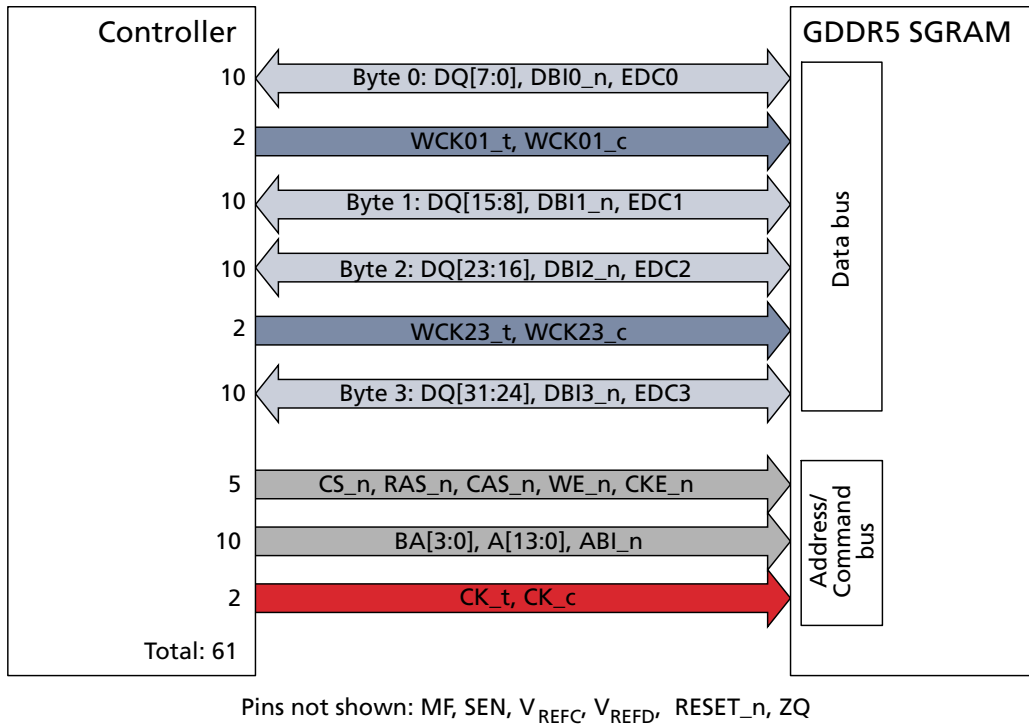 Controller
GDDR5 SGRAM
10
Byte 0: DQ[7:0], DBI0_n, EDC0
2
WCK01_t, WCK01_c
10
Byte 1: DQ[15:8], DBI1_n, EDC1
10
Byte 2: DQ[23:16], DBI2_n, EDC2
2
WCK23_t, WCK23_c
10
Byte 3: DQ[31:24], DBI3_n, EDC3
Data bus
5
CS_n, RAS_n, CAS_n, WE_n, CKE_n
10
BA[3:0], A[13:0], ABI_n
2
CK_t, CK_c
Address/
Command
bus
Total: 61
Pins not shown: MF, SEN, VREFC, VREFD, RESET_n, ZQ